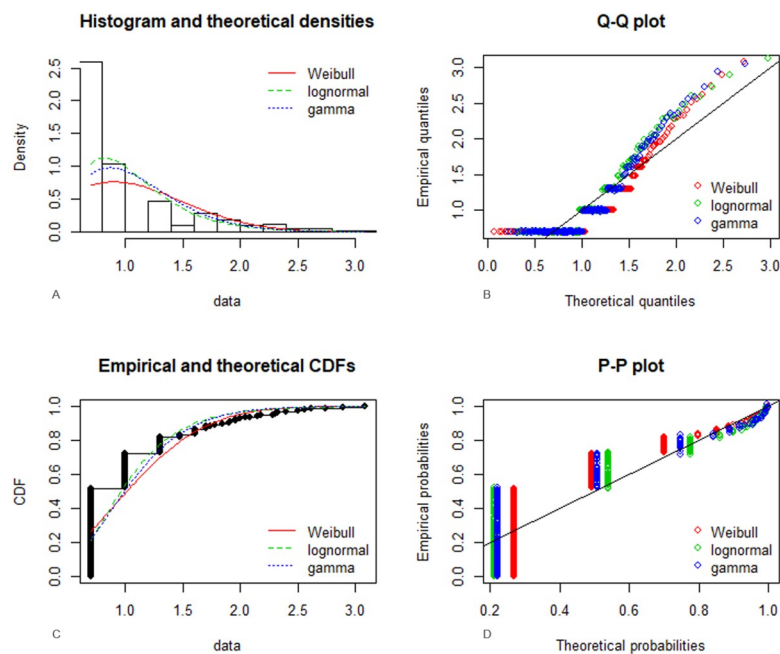 Histogram and theoretical densities
Density
0.0 0.5 1.0 1.5 2.0 2.5
Weibull
lognormal
gamma
1.0 1.5 2.0 2.5 3.0
data
A
Q-Q plot
Empirical quantiles
1.0 1.5 2.0 2.5 3.0
Weibull
lognormal
gamma
0.0 0.5 1.0 1.5 2.0 2.5 3.0
Theoretical quantiles
B
Empirical and theoretical CDFs
CDF
0.0 0.2 0.4 0.6 0.8 1.0
Weibull
lognormal
gamma
1.0 1.5 2.0 2.5 3.0
data
C
P-P plot
Empirical probabilities
0.0 0.2 0.4 0.6 0.8 1.0
Weibull
lognormal
gamma
0.2 0.4 0.6 0.8 1.0
Theoretical probabilities
D